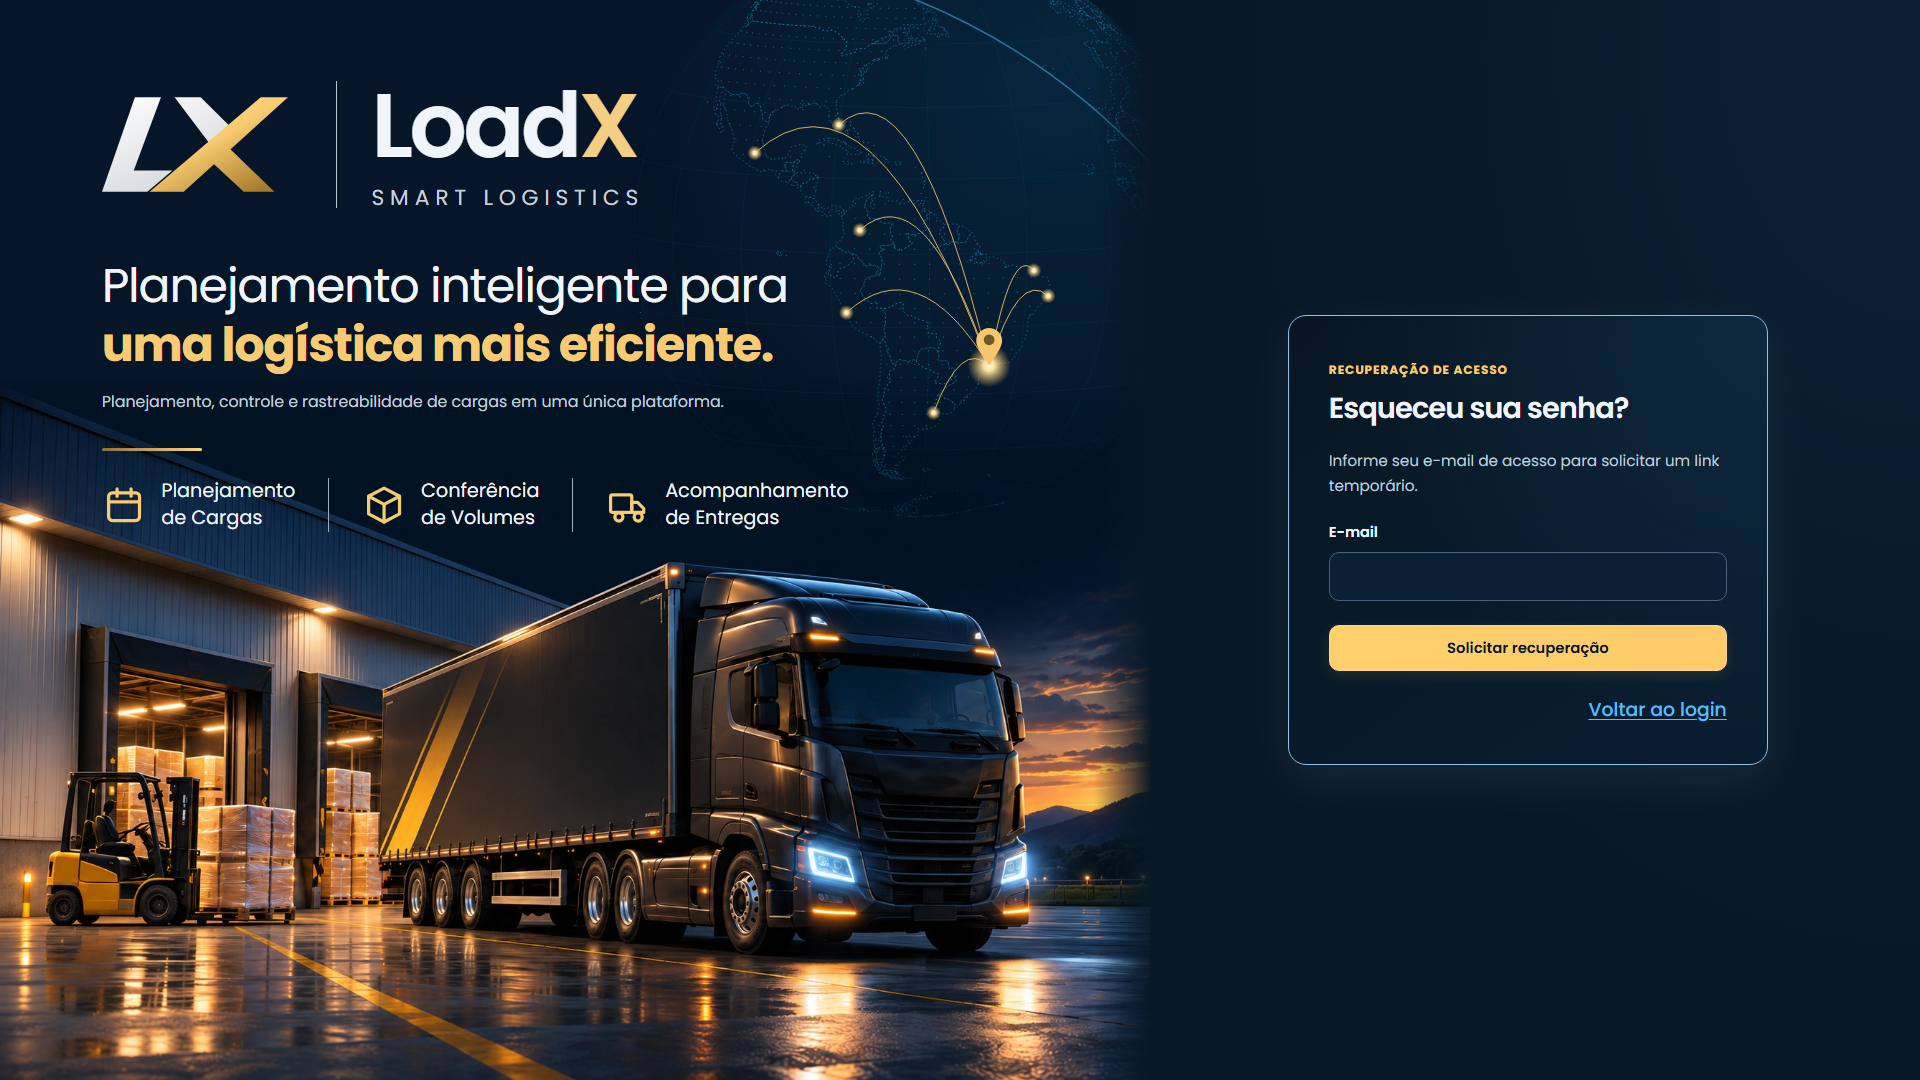 LX
LoadX
SMART LOGISTICS
Planejamento inteligente para
uma logística mais eficiente.
Planejamento, controle e rastreabilidade de cargas em uma única plataforma.
Planejamento
de Cargas
Conferência
de Volumes
Acompanhamento
de Entregas
RECUPERAÇÃO DE ACESSO
Esqueceu sua senha?
Informe seu e-mail de acesso para solicitar um link
temporário.
E-mail
Solicitar recuperação
Voltar ao login